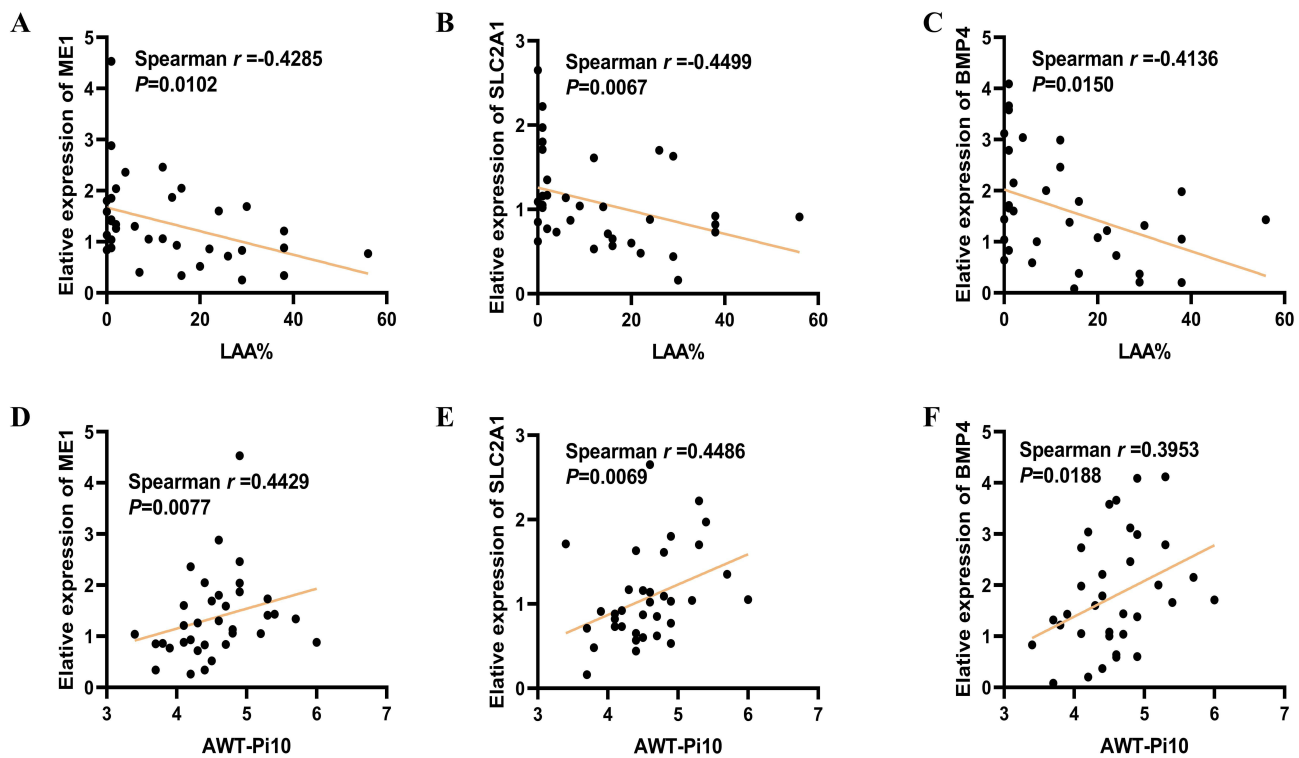 A
Elative expression of ME1
Spearman r =-0.4285
P=0.0102
5
4
3
2
1
0
0 20 40 60
LAA%
B
Elative expression of SLC2A1
Spearman r =-0.4499
P=0.0067
3
2
1
0
0 20 40 60
LAA%
C
Elative expression of BMP4
Spearman r =-0.4136
P=0.0150
5
4
3
2
1
0
0 20 40 60
LAA%
D
Elative expression of ME1
Spearman r =0.4429
P=0.0077
5
4
3
2
1
0
3 4 5 6 7
AWT-Pi10
E
Elative expression of SLC2A1
Spearman r =0.4486
P=0.0069
3
2
1
0
3 4 5 6 7
AWT-Pi10
F
Elative expression of BMP4
Spearman r =0.3953
P=0.0188
5
4
3
2
1
0
3 4 5 6 7
AWT-Pi10